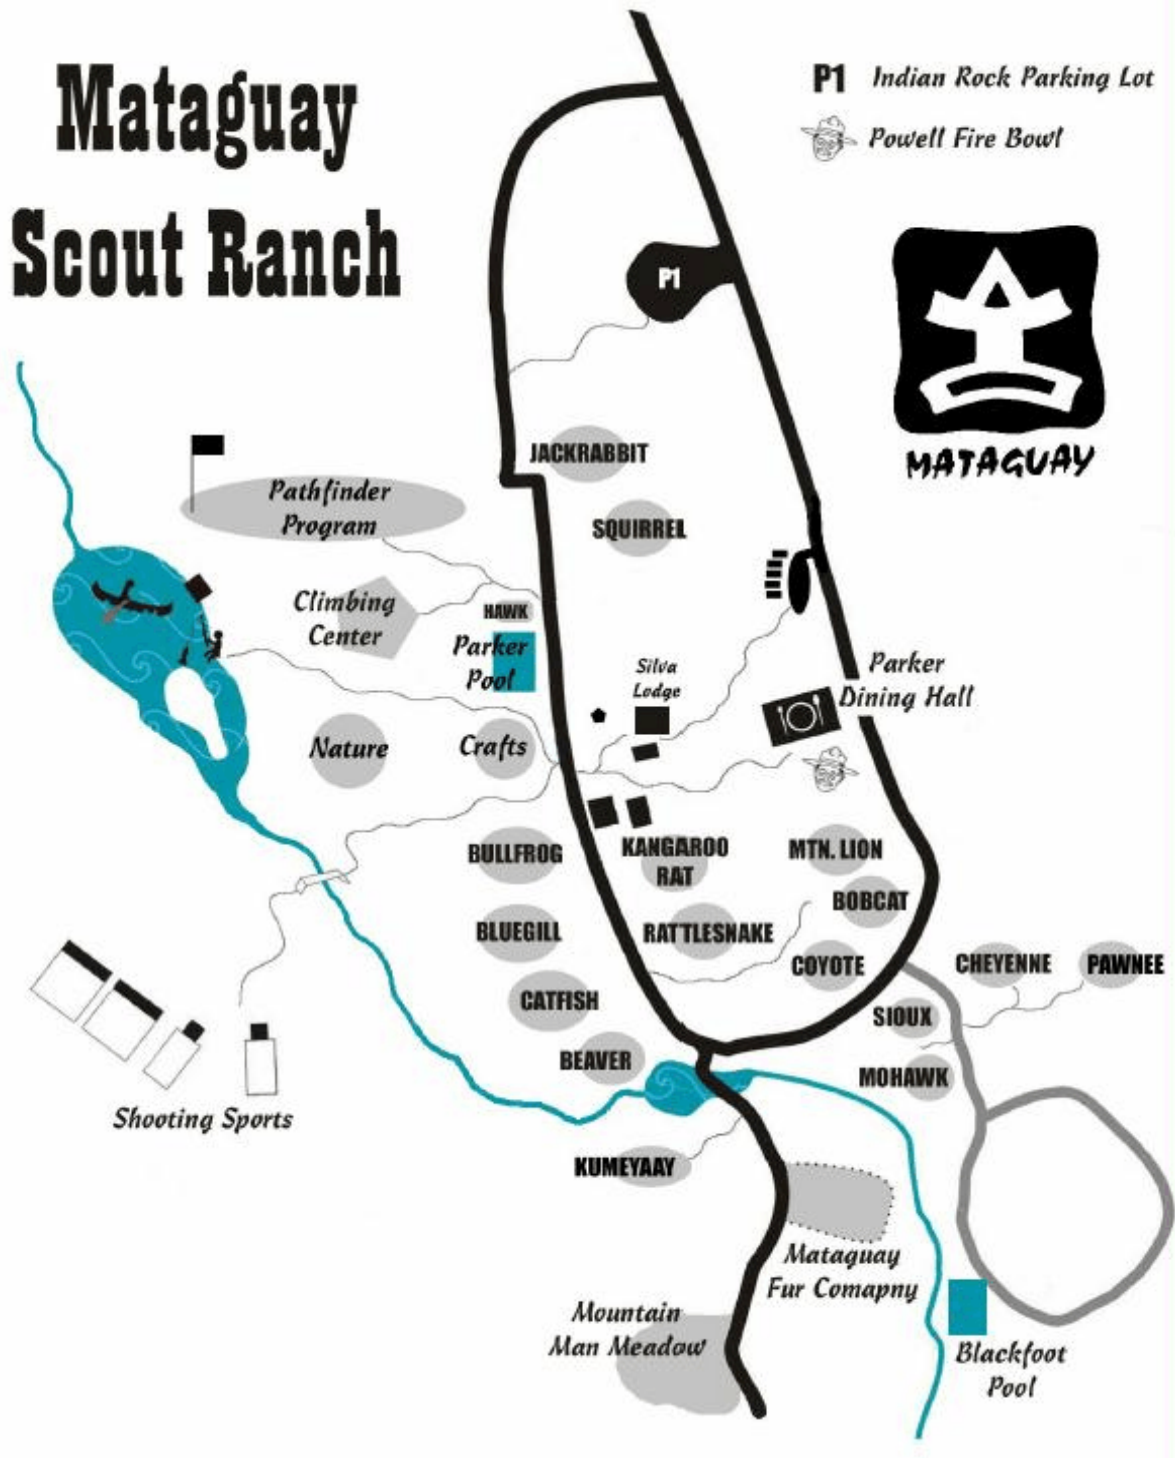 Mataguay
Scout Ranch
P1 Indian Rock Parking Lot
Powell Fire Bowl
P1
MATAGUAY
JACKRABBIT
Pathfinder
Program
SQUIRREL
Climbing
Center
HAWK
Parker
Pool
Silva
Lodge
Parker
Dining Hall
Nature
Crafts
BULLFROG
KANGAROO
RAT
MTN. LION
BOBCAT
BLUEGILL
RATTLESNAKE
COYOTE
CHEYENNE
PAWNEE
CATFISH
SIOUX
BEAVER
MOHAWK
Shooting Sports
KUMEYAAY
Mataguay
Fur Comapny
Mountain
Man Meadow
Blackfoot
Pool